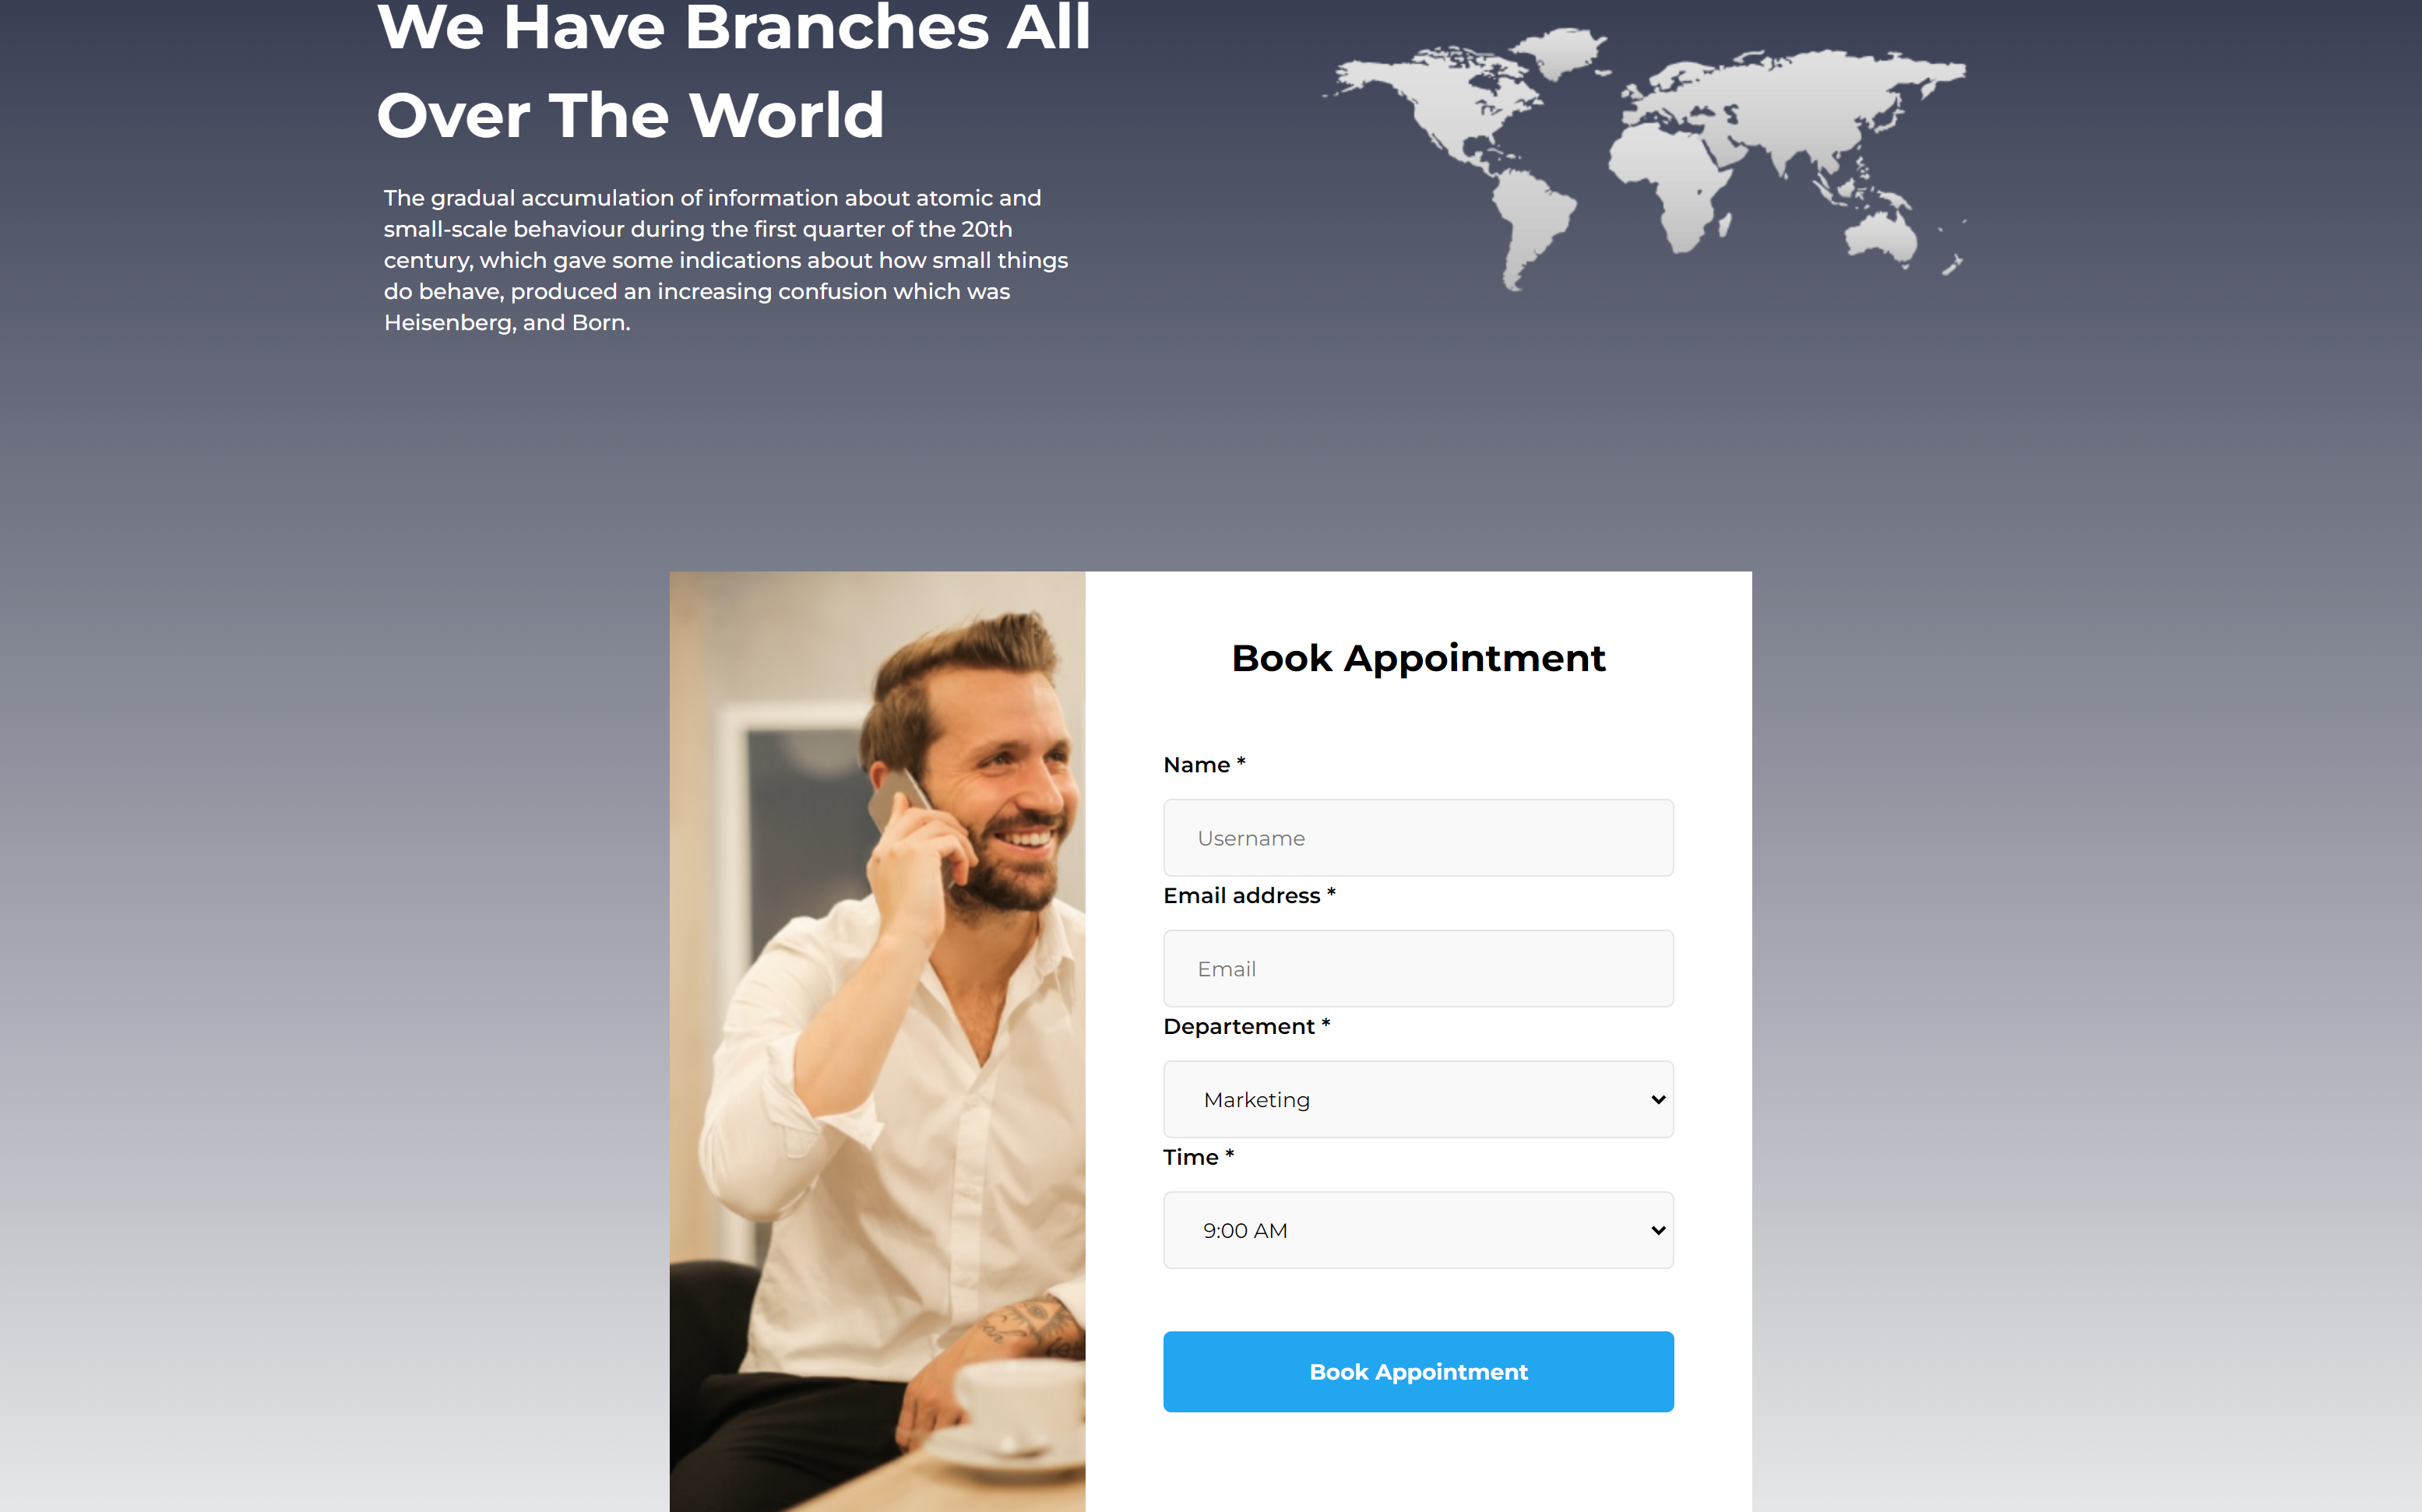 We Have Branches All
Over The World
The gradual accumulation of information about atomic and
small-scale behaviour during the first quarter of the 20th
century, which gave some indications about how small things
do behave, produced an increasing confusion which was
Heisenberg, and Born.
Book Appointment
Name *
Username
Email address *
Email
Departement *
Marketing
Time *
9:00 AM
Book Appointment